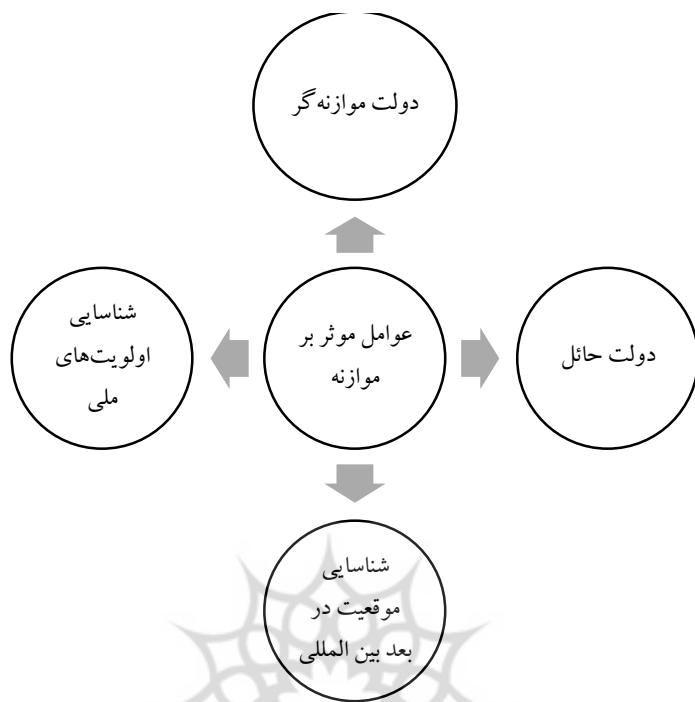 دولت موازنه‌گر
شناسایی
اولویت‌های
ملی
عوامل موثر بر
موازنه
دولت حائل
شناسایی
موقعیت در
بعد بین المللی